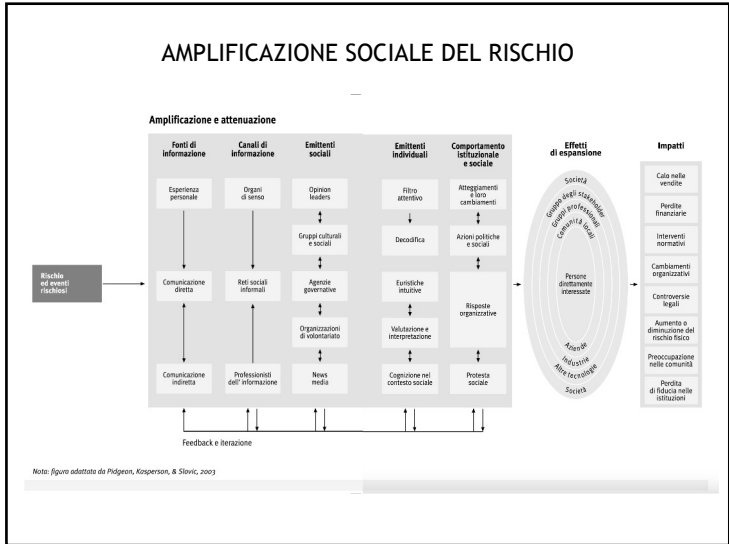 AMPLIFICAZIONE SOCIALE DEL RISCHIO
Amplificazione e attenuazione
Rischio
ed eventi
rischiosi
Fonti di
informazione
Esperienza
personale
Comunicazione
diretta
Comunicazione
indiretta
Canali di
informazione
Organi
di senso
Reti sociali
informali
Professionisti
dell' informazione
Emittenti
sociali
Opinion
leaders
Gruppi culturali
e sociali
Agenzie
governative
Organizzazioni
di volontariato
News
media
Emittenti
individuali
Filtro
attentivo
Decodifica
Euristiche
intuitive
Valutazione e
interpretazione
Cognizione nel
contesto sociale
Comportamento
istituzionale
e sociale
Atteggiamenti
e loro
cambiamenti
Azioni politiche
e sociali
Risposte
organizzative
Protesta
sociale
Effetti
di espansione
Società
Gruppo degli stakeholder
Gruppi professionali
Comunità locali
Persone
direttamente
interessate
Aziende
Industrie
Altre tecnologie
Società
Impatti
Calo nelle
vendite
Perdite
finanziarie
Interventi
normativi
Cambiamenti
organizzativi
Controversie
legali
Aumento o
diminuzione del
rischio fisico
Preoccupazione
nelle comunità
Perdita
di fiducia nelle
istituzioni
Feedback e iterazione
Nota: figura adattata da Pidgeon, Kasperson, & Slovic, 2003